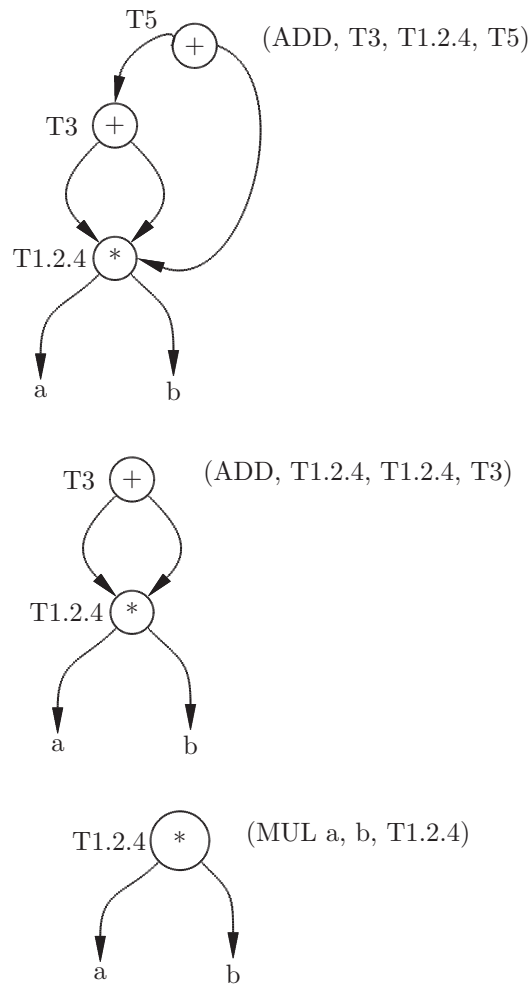 T5
+
(ADD, T3, T1.2.4, T5)
T3
+
T1.2.4
*
a
b
T3
+
(ADD, T1.2.4, T1.2.4, T3)
T1.2.4
*
a
b
T1.2.4
*
(MUL a, b, T1.2.4)
a
b